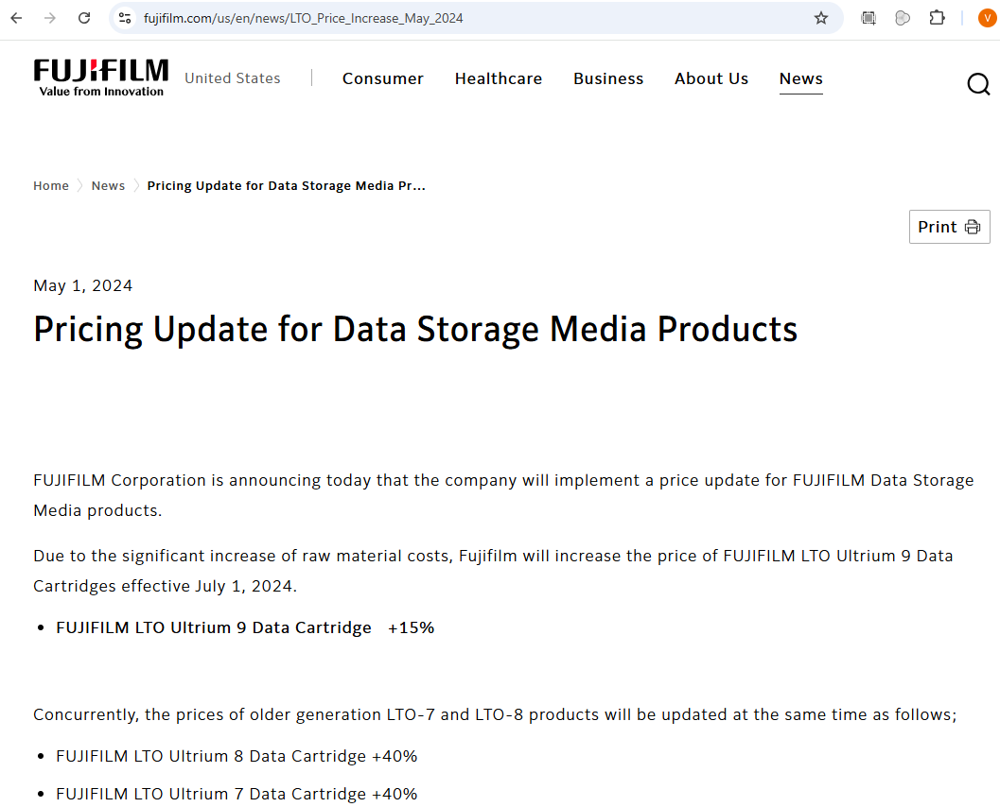 fujifilm.com/us/en/news/LTO_Price_Increase_May_2024
V
FUJIFILM
Value from Innovation
United States
Consumer
Healthcare
Business
About Us
News
Home
News
Pricing Update for Data Storage Media Pr...
Print
May 1, 2024
Pricing Update for Data Storage Media Products
FUJIFILM Corporation is announcing today that the company will implement a price update for FUJIFILM Data Storage
Media products.
Due to the significant increase of raw material costs, Fujifilm will increase the price of FUJIFILM LTO Ultrium 9 Data
Cartridges effective July 1, 2024.
• FUJIFILM LTO Ultrium 9 Data Cartridge +15%
Concurrently, the prices of older generation LTO-7 and LTO-8 products will be updated at the same time as follows;
• FUJIFILM LTO Ultrium 8 Data Cartridge +40%
• FUJIFILM LTO Ultrium 7 Data Cartridge +40%